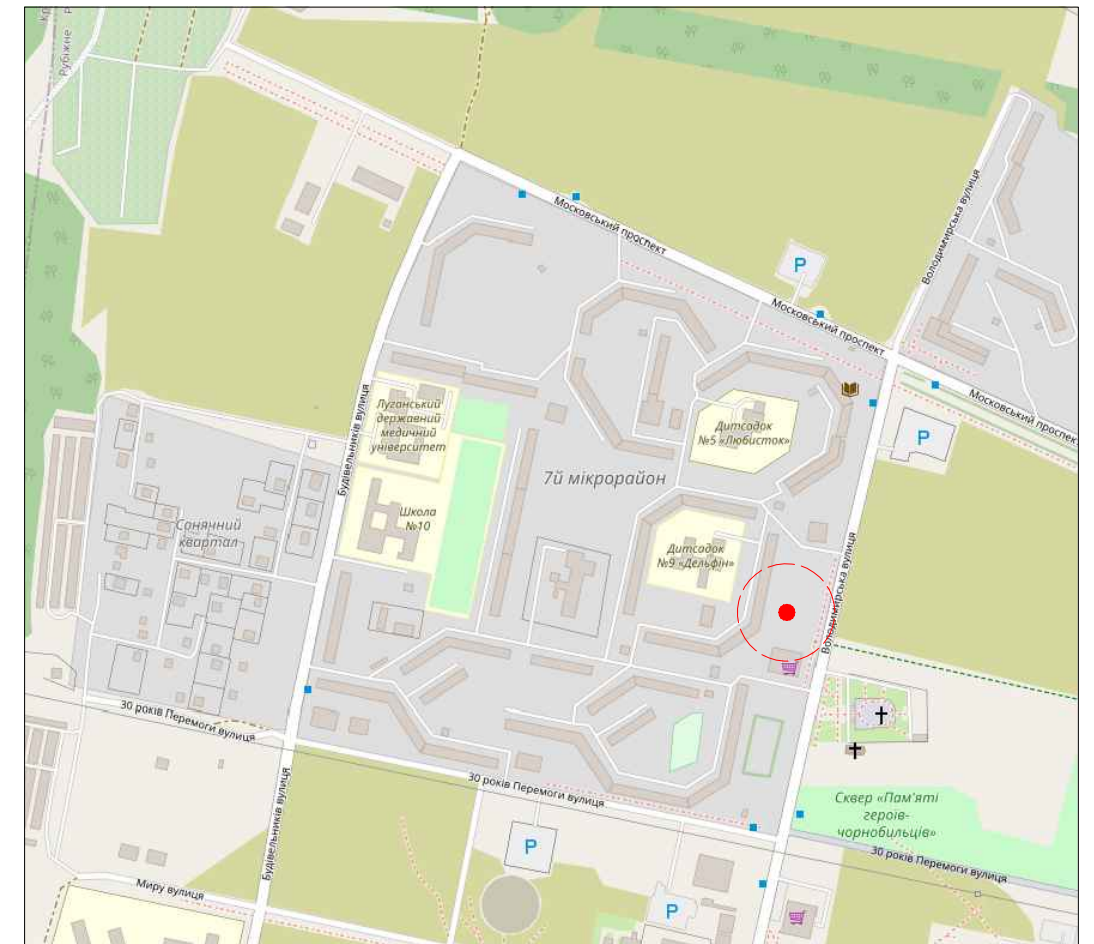 Рубіжне
Московський проспект
Володимирська вулиця
P
Московський проспект
Луганський
державний
медичний
університет
Дитсадок
№5 «Любисток»
P
Московський проспек
Будівельників вулиця
7й мікрорайон
Школа
№10
Сонячний
квартал
Дитсадок
№9 «Дельфін»
Володимирська вулиця
30 років Перемоги вулиця
30 років Перемоги вулиця
Сквер «Пам'яті
героїв-
чорнобильців»
Будівельників вулиця
P
30 років Перемоги вулиця
Миру вулиця
P